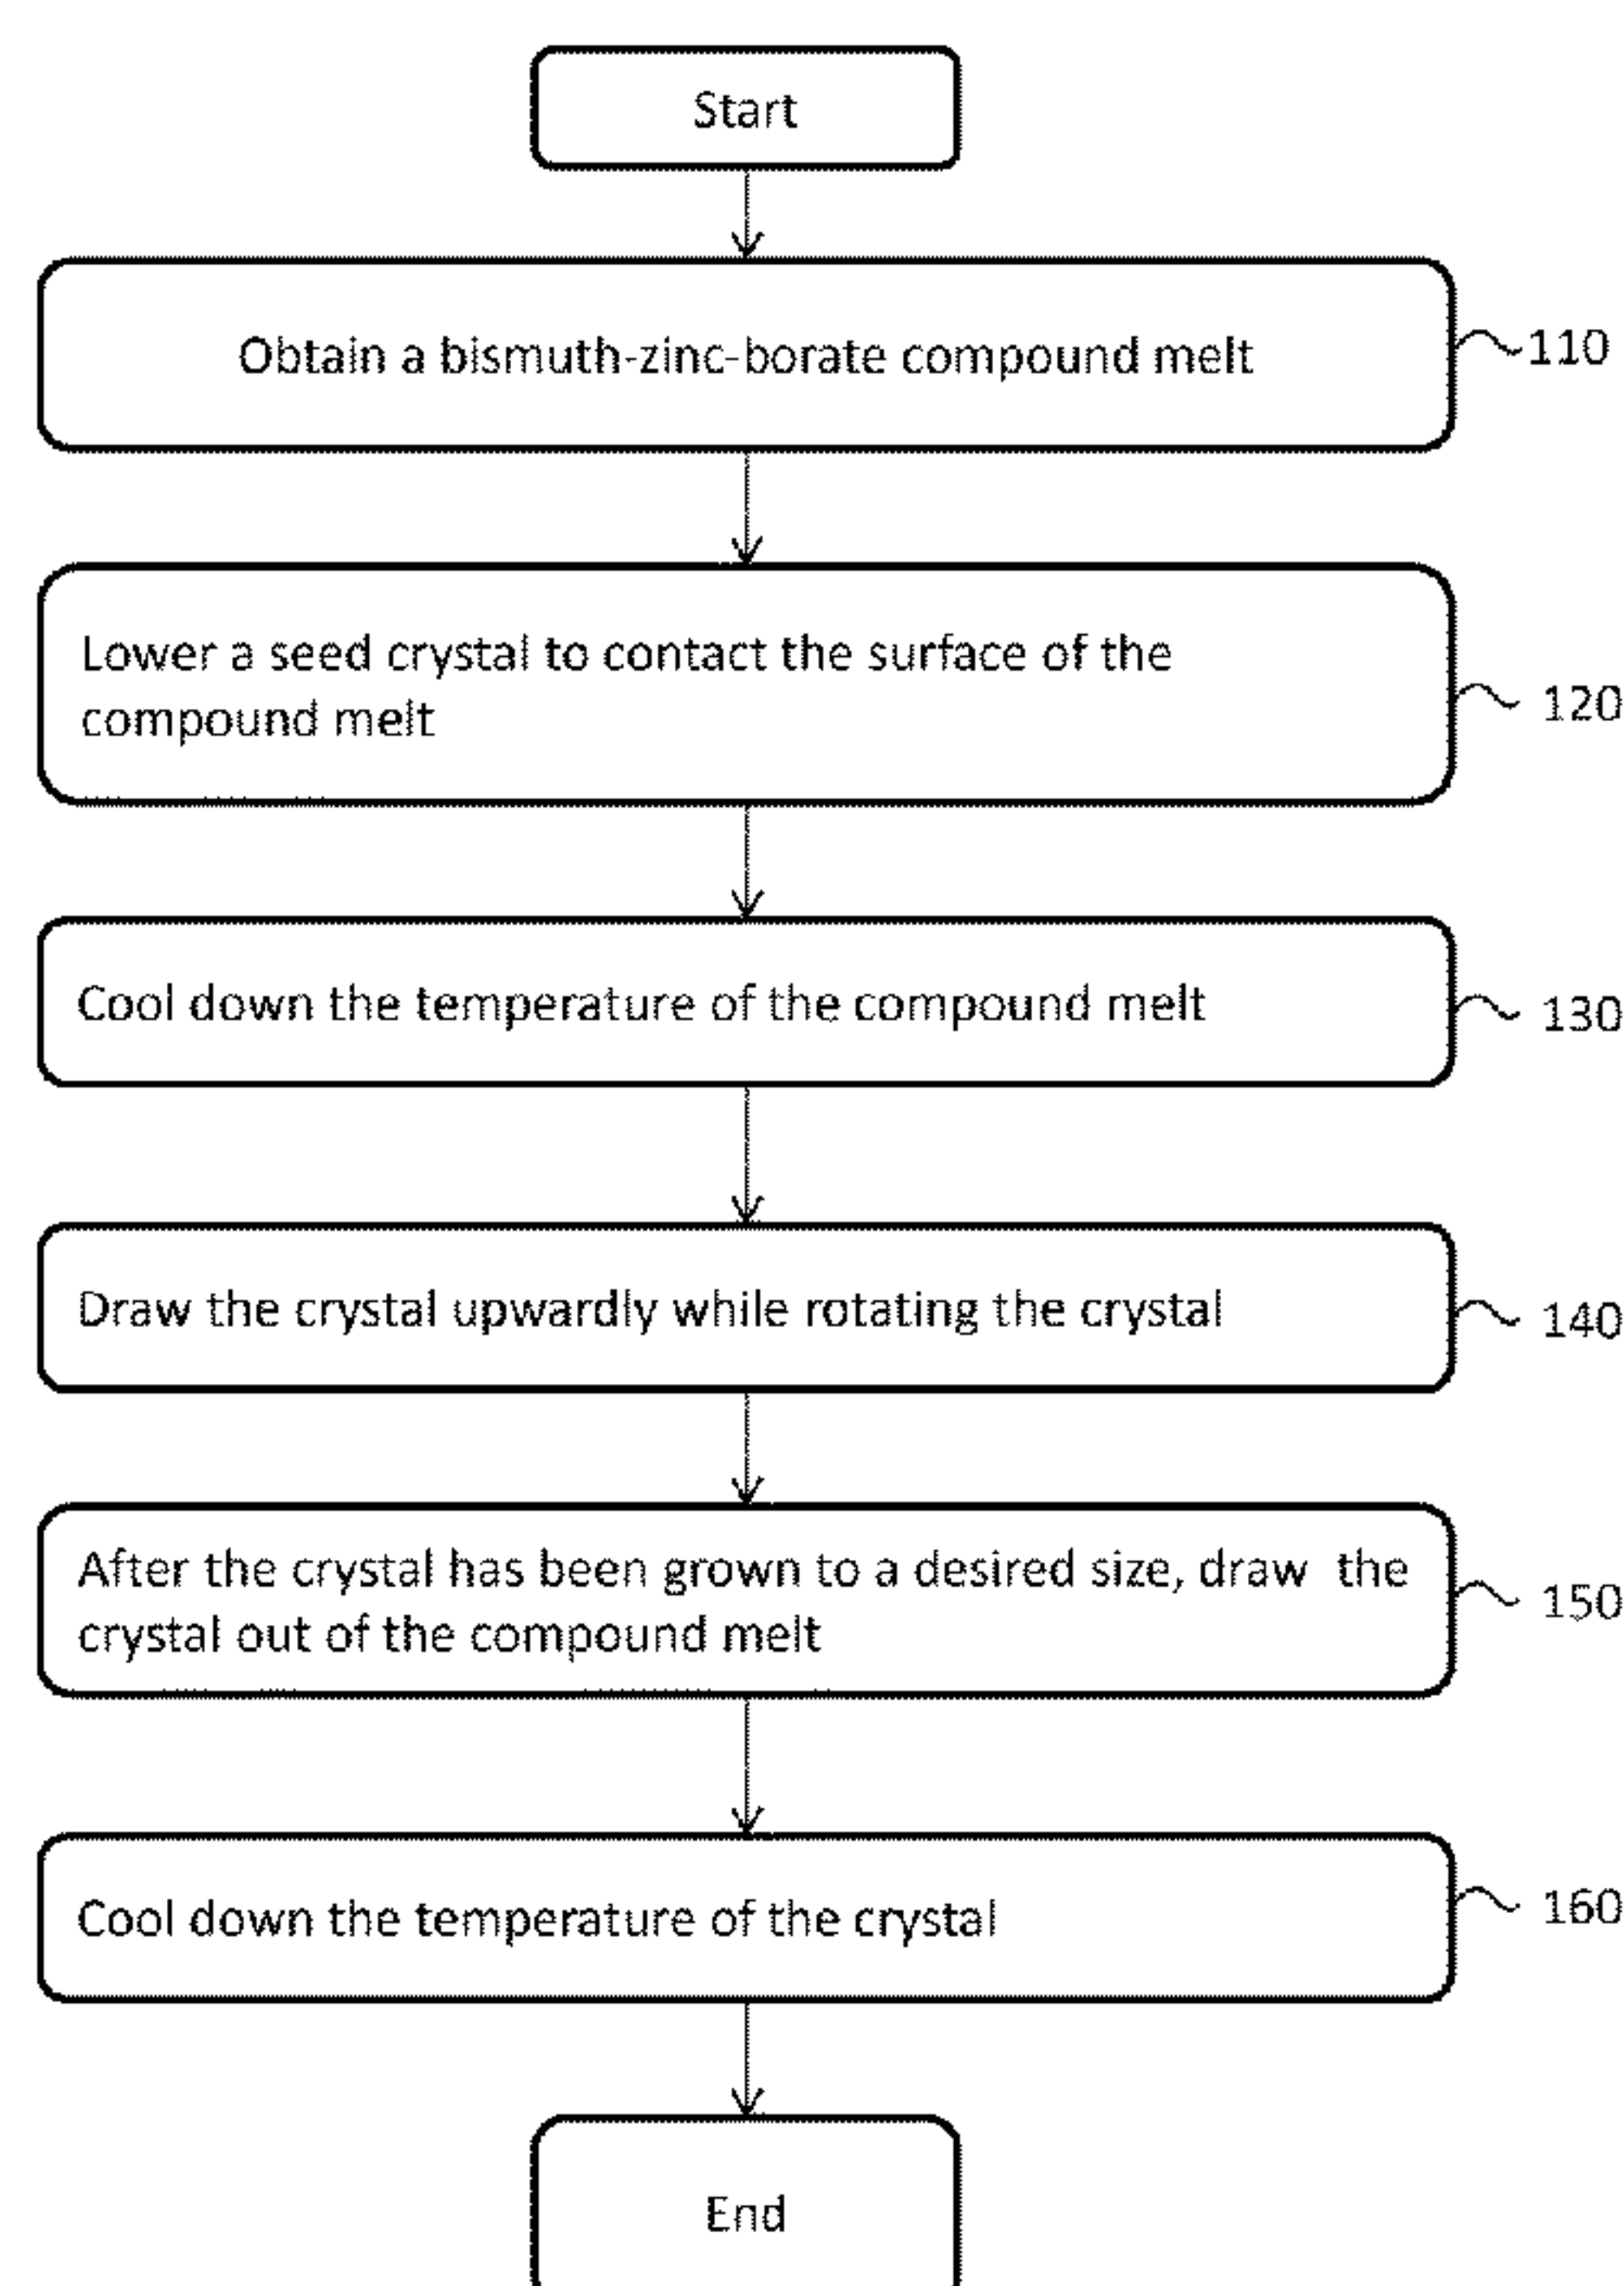 Start
Obtain a bismuth-zinc-borate compound melt
110
Lower a seed crystal to contact the surface of the
compound melt
120
Cool down the temperature of the compound melt
130
Draw the crystal upwardly while rotating the crystal
140
After the crystal has been grown to a desired size, draw the
crystal out of the compound melt
150
Cool down the temperature of the crystal
160
End